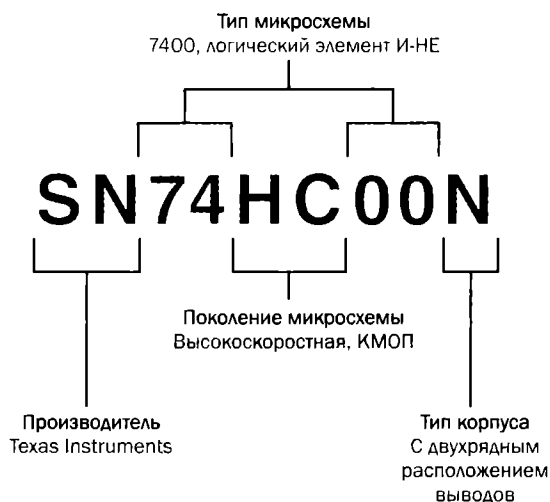 Тип микросхемы
7400, логический элемент И-НЕ
SN74HC00N
Поколение микросхемы
Высокоскоростная, КМОП
Производитель
Texas Instruments
Тип корпуса
С двухрядным
расположением
выводов